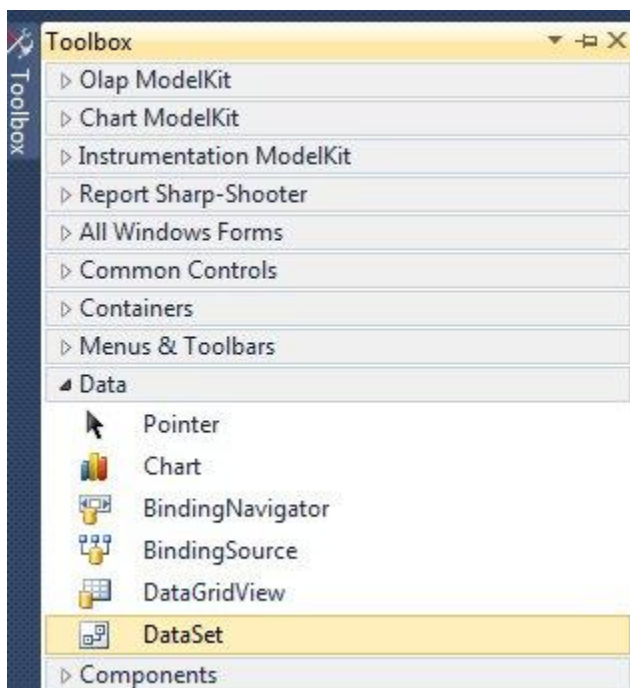 Toolbox
Toolbox
Olap ModelKit
Chart ModelKit
Instrumentation ModelKit
Report Sharp-Shooter
All Windows Forms
Common Controls
Containers
Menus & Toolbars
Data
Pointer
Chart
BindingNavigator
BindingSource
DataGridView
DataSet
Components